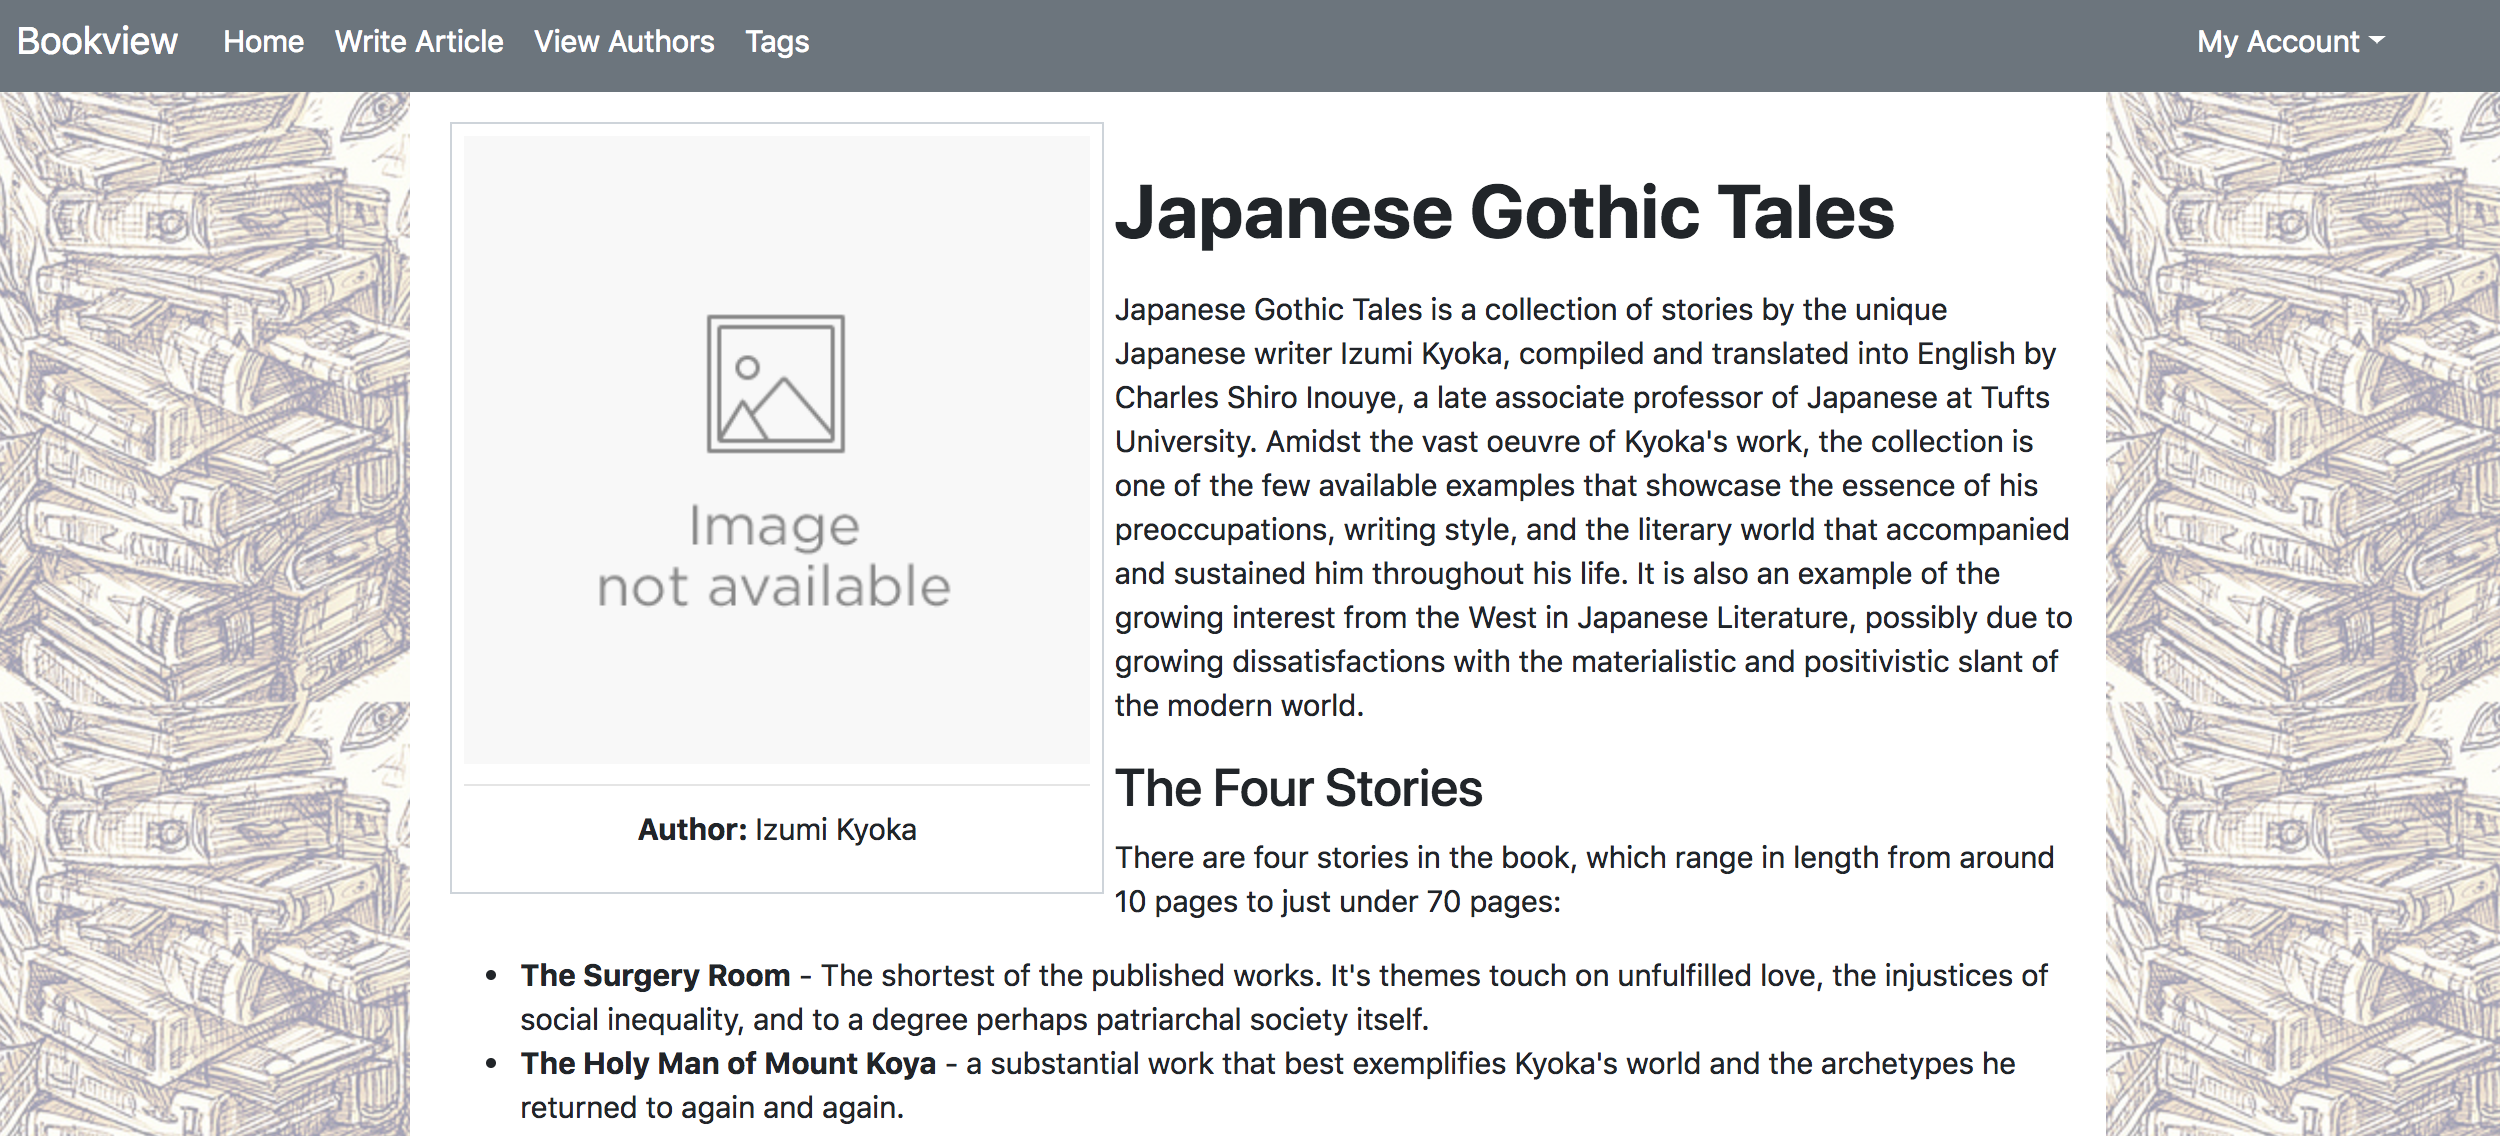 Bookview Home Write Article View Authors Tags My Account
Image
not available
Author: Izumi Kyoka
Japanese Gothic Tales
Japanese Gothic Tales is a collection of stories by the unique
Japanese writer Izumi Kyoka, compiled and translated into English by
Charles Shiro Inouye, a late associate professor of Japanese at Tufts
University. Amidst the vast oeuvre of Kyoka's work, the collection is
one of the few available examples that showcase the essence of his
preoccupations, writing style, and the literary world that accompanied
and sustained him throughout his life. It is also an example of the
growing interest from the West in Japanese Literature, possibly due to
growing dissatisfactions with the materialistic and positivistic slant of
the modern world.
The Four Stories
There are four stories in the book, which range in length from around
10 pages to just under 70 pages:
• The Surgery Room - The shortest of the published works. It's themes touch on unfulfilled love, the injustices of
social inequality, and to a degree perhaps patriarchal society itself.
• The Holy Man of Mount Koya - a substantial work that best exemplifies Kyoka's world and the archetypes he
returned to again and again.